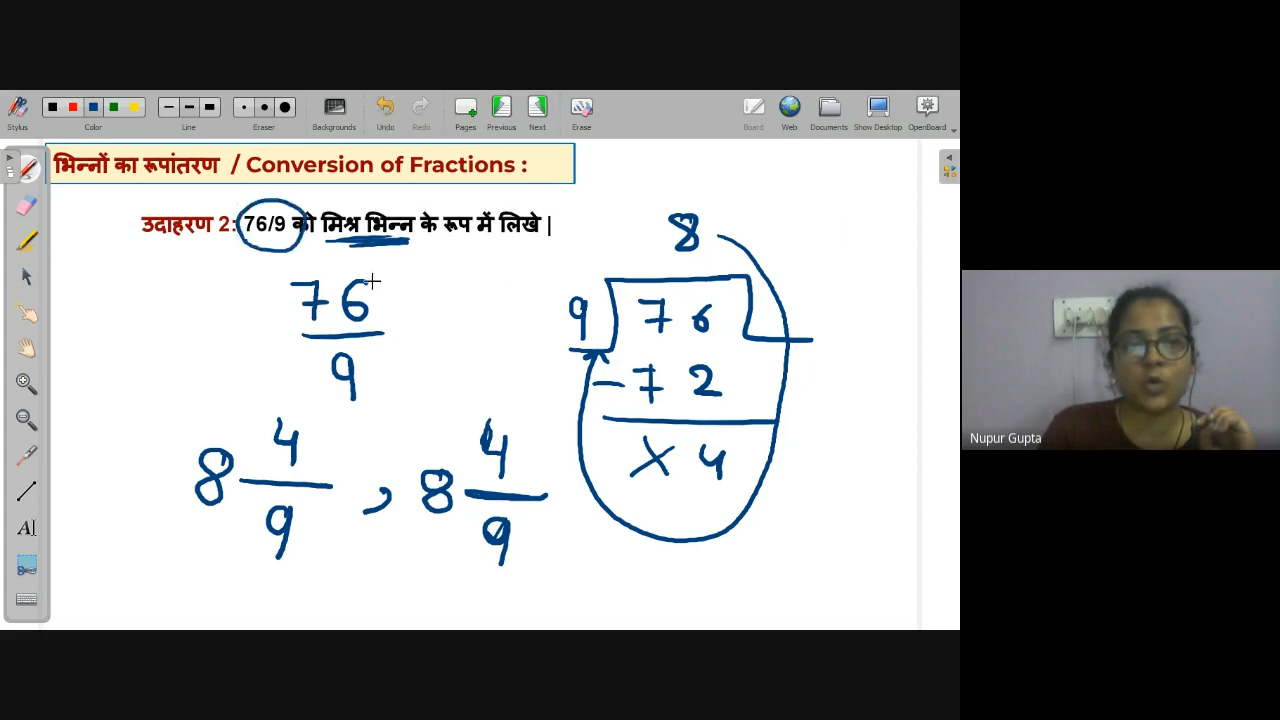 Stylus Color Line Eraser Backgrounds Undo Redo Pages Previous Next Erase Board Web Documents Show Desktop OpenBoard
भिन्नों का रूपांतरण / Conversion of Fractions :
उदाहरण 2: 76/9 को मिश्र भिन्न के रूप में लिखे |
8
76
9 76
9
- 72
4 4
8 , 8 × 4
9 9
AI
Nupur Gupta